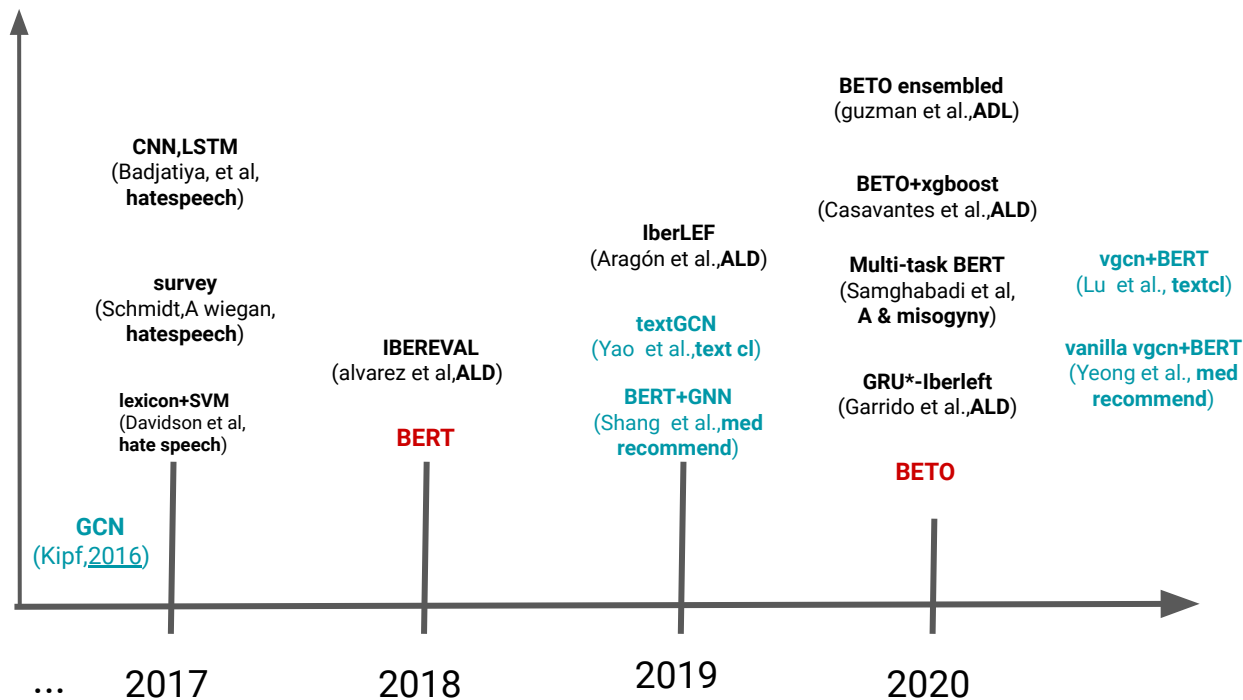 CNN,LSTM
(Badjatiya, et al,
hatespeech)
survey
(Schmidt,A wiegan,
hatespeech)
lexicon+SVM
(Davidson et al,
hate speech)
GCN
(Kipf,2016)
IBEREVAL
(alvarez et al,ALD)
BERT
IberLEF
(Aragón et al.,ALD)
textGCN
(Yao et al.,text cl)
BERT+GNN
(Shang et al.,med
recommend)
BETO ensembled
(guzman et al.,ADL)
BETO+xgboost
(Casavantes et al.,ALD)
Multi-task BERT
(Samghabadi et al,
A & misogyny)
GRU*-Iberleft
(Garrido et al.,ALD)
BETO
vgcn+BERT
(Lu et al., textcl)
vanilla vgcn+BERT
(Yeong et al., med
recommend)
... 2017 2018 2019 2020